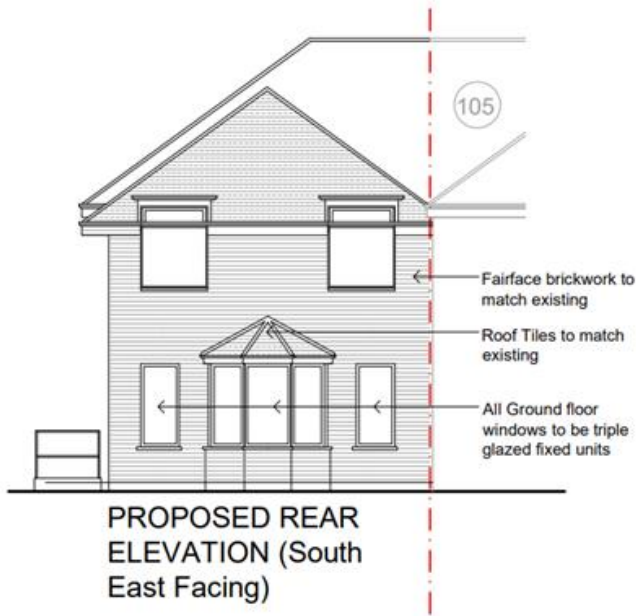 105
Fairface brickwork to
match existing
Roof Tiles to match
existing
All Ground floor
windows to be triple
glazed fixed units
PROPOSED REAR
ELEVATION (South
East Facing)